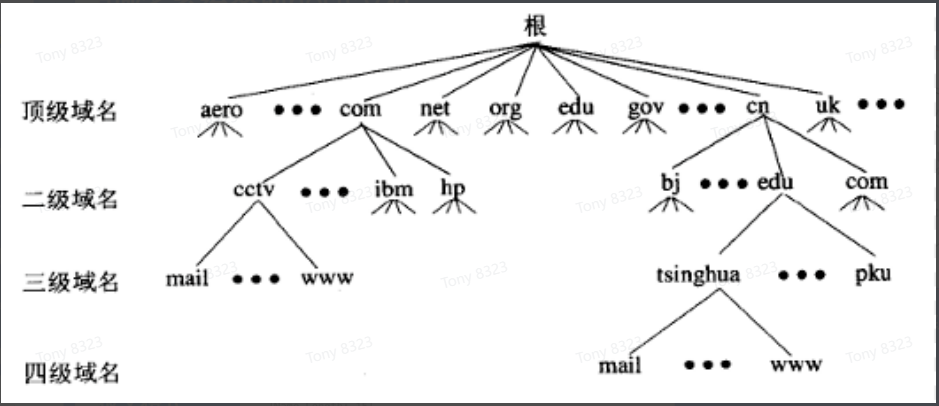 根
顶级域名 aero ••• com net org edu gov ••• cn uk •••
二级域名 cctv ••• ibm hp bj ••• edu com
三级域名 mail ••• www tsinghua ••• pku
四级域名 mail ••• www
Tony 8323